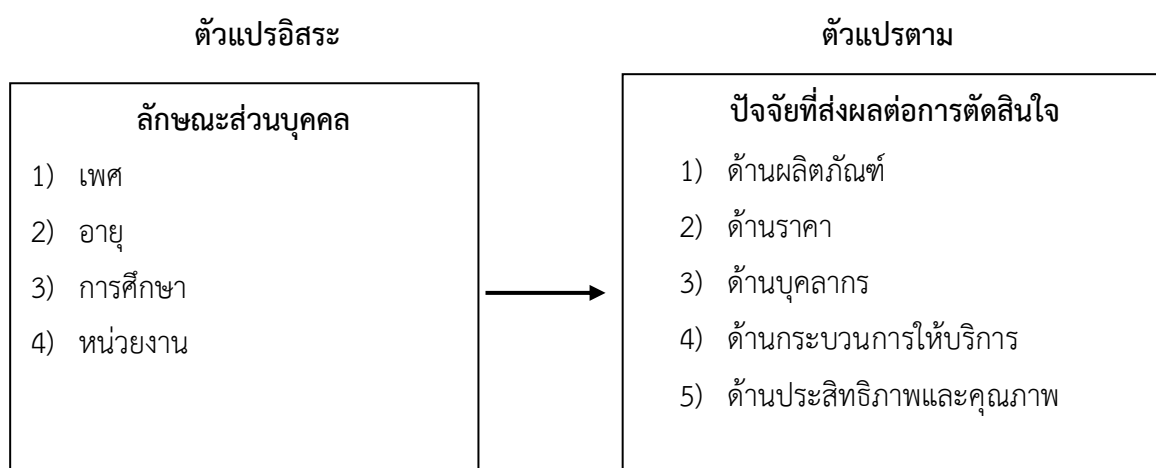 ตัวแปรอิสระ
ตัวแปรตาม
ลักษณะส่วนบุคคล
1) เพศ
2) อายุ
3) การศึกษา
4) หน่วยงาน
ปัจจัยที่ส่งผลต่อการตัดสินใจ
1) ด้านผลิตภัณฑ์
2) ด้านราคา
3) ด้านบุคลากร
4) ด้านกระบวนการให้บริการ
5) ด้านประสิทธิภาพและคุณภาพ